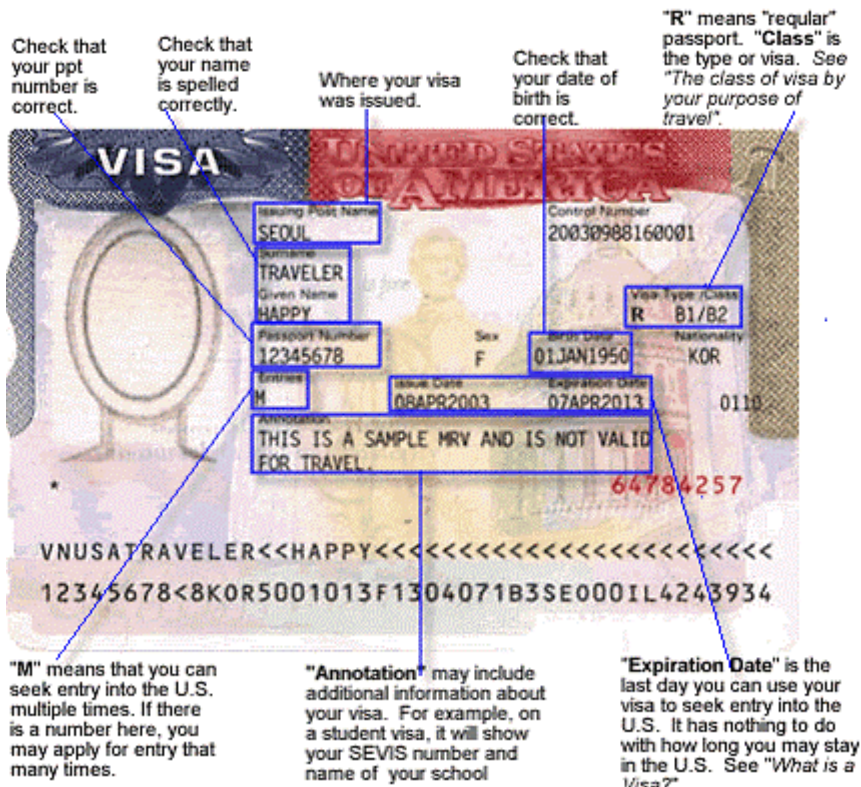 Check that
your ppt
number is
correct.
Check that
your name
is spelled
correctly.
Where your visa
was issued.
Check that
your date of
birth is
correct.
"R" means "reqular"
passport. "Class" is
the type or visa. See
"The class of visa by
your purpose of
travel".
VISA
UNITED STATES
OF AMERICA
Issuing Post Name
SEOUL
Control Number
20030988160001
Surname
TRAVELER
Given Name
HAPPY
Visa Type /Class
R B1/B2
Passport Number
12345678
Sex
F
Birth Date
01JAN1950
Nationality
KOR
Entries
M
Issue Date
08APR2003
Expiration Date
07APR2013
0110
Annotation
THIS IS A SAMPLE MRV AND IS NOT VALID
FOR TRAVEL.
*
64784257
VNUSATRAVELER<<HAPPY<<<<<<<<<<<<<<<<<<<<<<<<
12345678<8KOR5001013F1304071B3SE000IL4243934
"M" means that you can
seek entry into the U.S.
multiple times. If there
is a number here, you
may apply for entry that
many times.
"Annotation" may include
additional information about
your visa. For example, on
a student visa, it will show
your SEVIS number and
name of your school
"Expiration Date" is the
last day you can use your
visa to seek entry into the
U.S. It has nothing to do
with how long you may stay
in the U.S. See "What is a
Visa?"